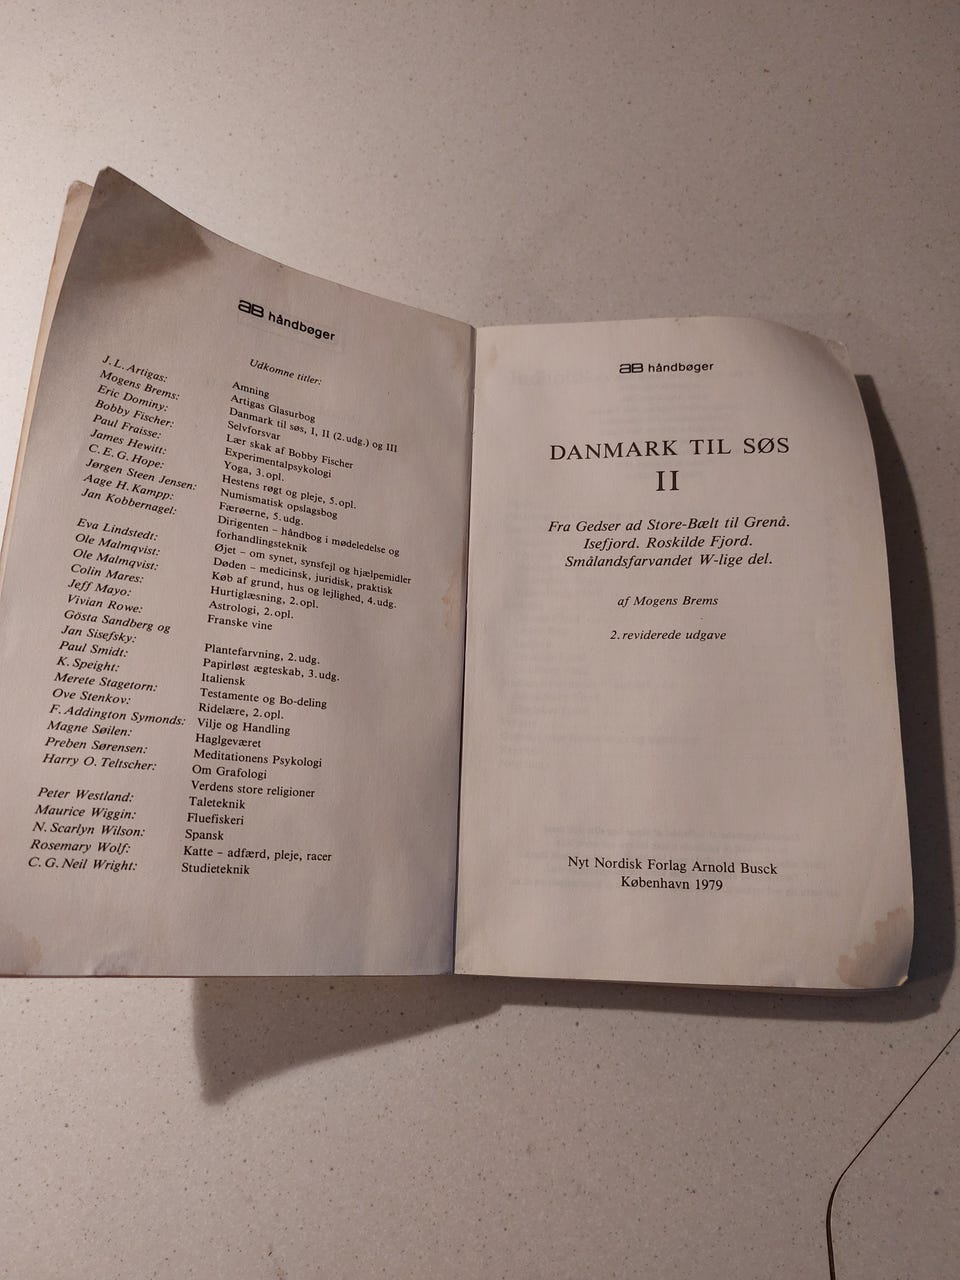 aB håndbøger
Udkomne titler:
Amning
J. L. Artigas: Artigas Glasurbog
Mogens Brems: Danmark til søs, I, II (2.udg.) og III
Eric Dominy: Selvforsvar
Bobby Fischer: Lær skak af Bobby Fischer
Paul Fraisse: Experimentalpsykologi
James Hewitt: Yoga, 3.opl.
C. E. G. Hope: Hestens røgt og pleje, 5.opl.
Jørgen Steen Jensen: Numismatisk opslagsbog
Aage H. Kampp: Færøerne, 5.udg.
Jan Kobbernagel: Dirigenten – håndbog i mødeledelse og
forhandlingsteknik
Eva Lindstedt: Øjet – om synet, synsfejl og hjælpemidler
Ole Malmqvist: Døden – medicinsk, juridisk, praktisk
Ole Malmqvist: Køb af grund, hus og lejlighed, 4.udg.
Colin Mares: Hurtiglæsning, 2.opl.
Jeff Mayo: Astrologi, 2.opl.
Vivian Rowe: Franske vine
Gösta Sandberg og
Jan Sisefsky: Plantefarvning, 2.udg.
Paul Smidt: Papirløst ægteskab, 3.udg.
K. Speight: Italiensk
Merete Stagetorn: Testamente og Bo-deling
Ove Stenkov: Ridelære, 2.opl.
F. Addington Symonds: Vilje og Handling
Magne Søilen: Haglgeværet
Preben Sørensen: Meditationens Psykologi
Harry O. Teltscher: Om Grafologi
Verdens store religioner
Peter Westland: Taleteknik
Maurice Wiggin: Fluefiskeri
N. Scarlyn Wilson: Spansk
Rosemary Wolf: Katte – adfærd, pleje, racer
C. G. Neil Wright: Studieteknik
aB håndbøger
DANMARK TIL SØS
II
Fra Gedser ad Store-Bælt til Grenå.
Isefjord. Roskilde Fjord.
Smålandsfarvandet W-lige del.
af Mogens Brems
2.reviderede udgave
Nyt Nordisk Forlag Arnold Busck
København 1979